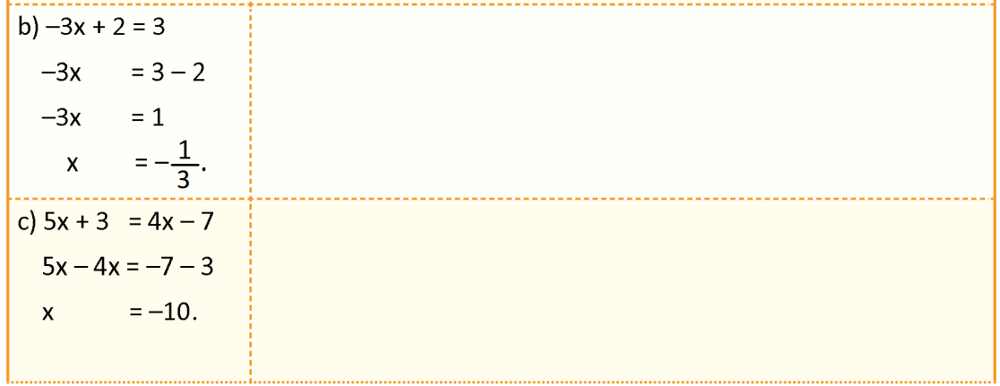 b) –3x + 2 = 3
–3x = 3 – 2
–3x = 1
x = –1/3.
c) 5x + 3 = 4x – 7
5x – 4x = –7 – 3
x = –10.